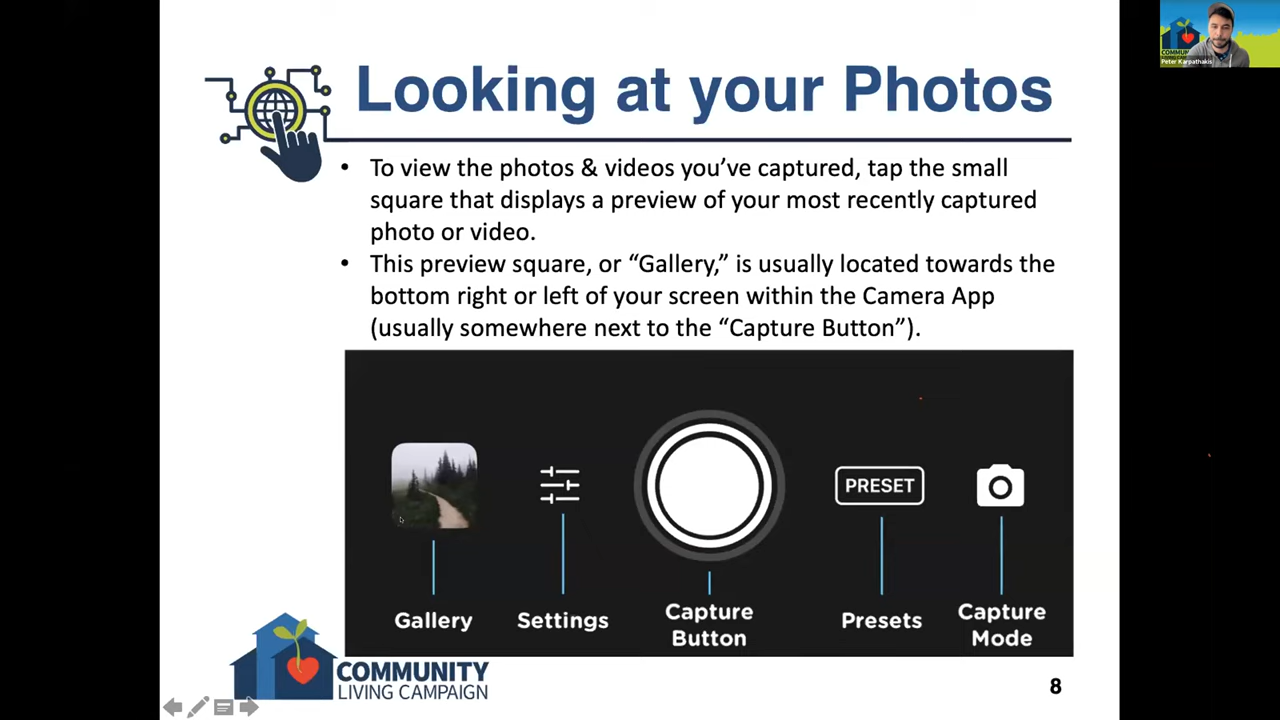 Looking at your Photos
• To view the photos & videos you’ve captured, tap the small
square that displays a preview of your most recently captured
photo or video.
• This preview square, or “Gallery,” is usually located towards the
bottom right or left of your screen within the Camera App
(usually somewhere next to the “Capture Button”).
PRESET
Gallery
Settings
Capture
Button
Presets
Capture
Mode
COMMUNITY
LIVING CAMPAIGN
8
Peter Karpathakis